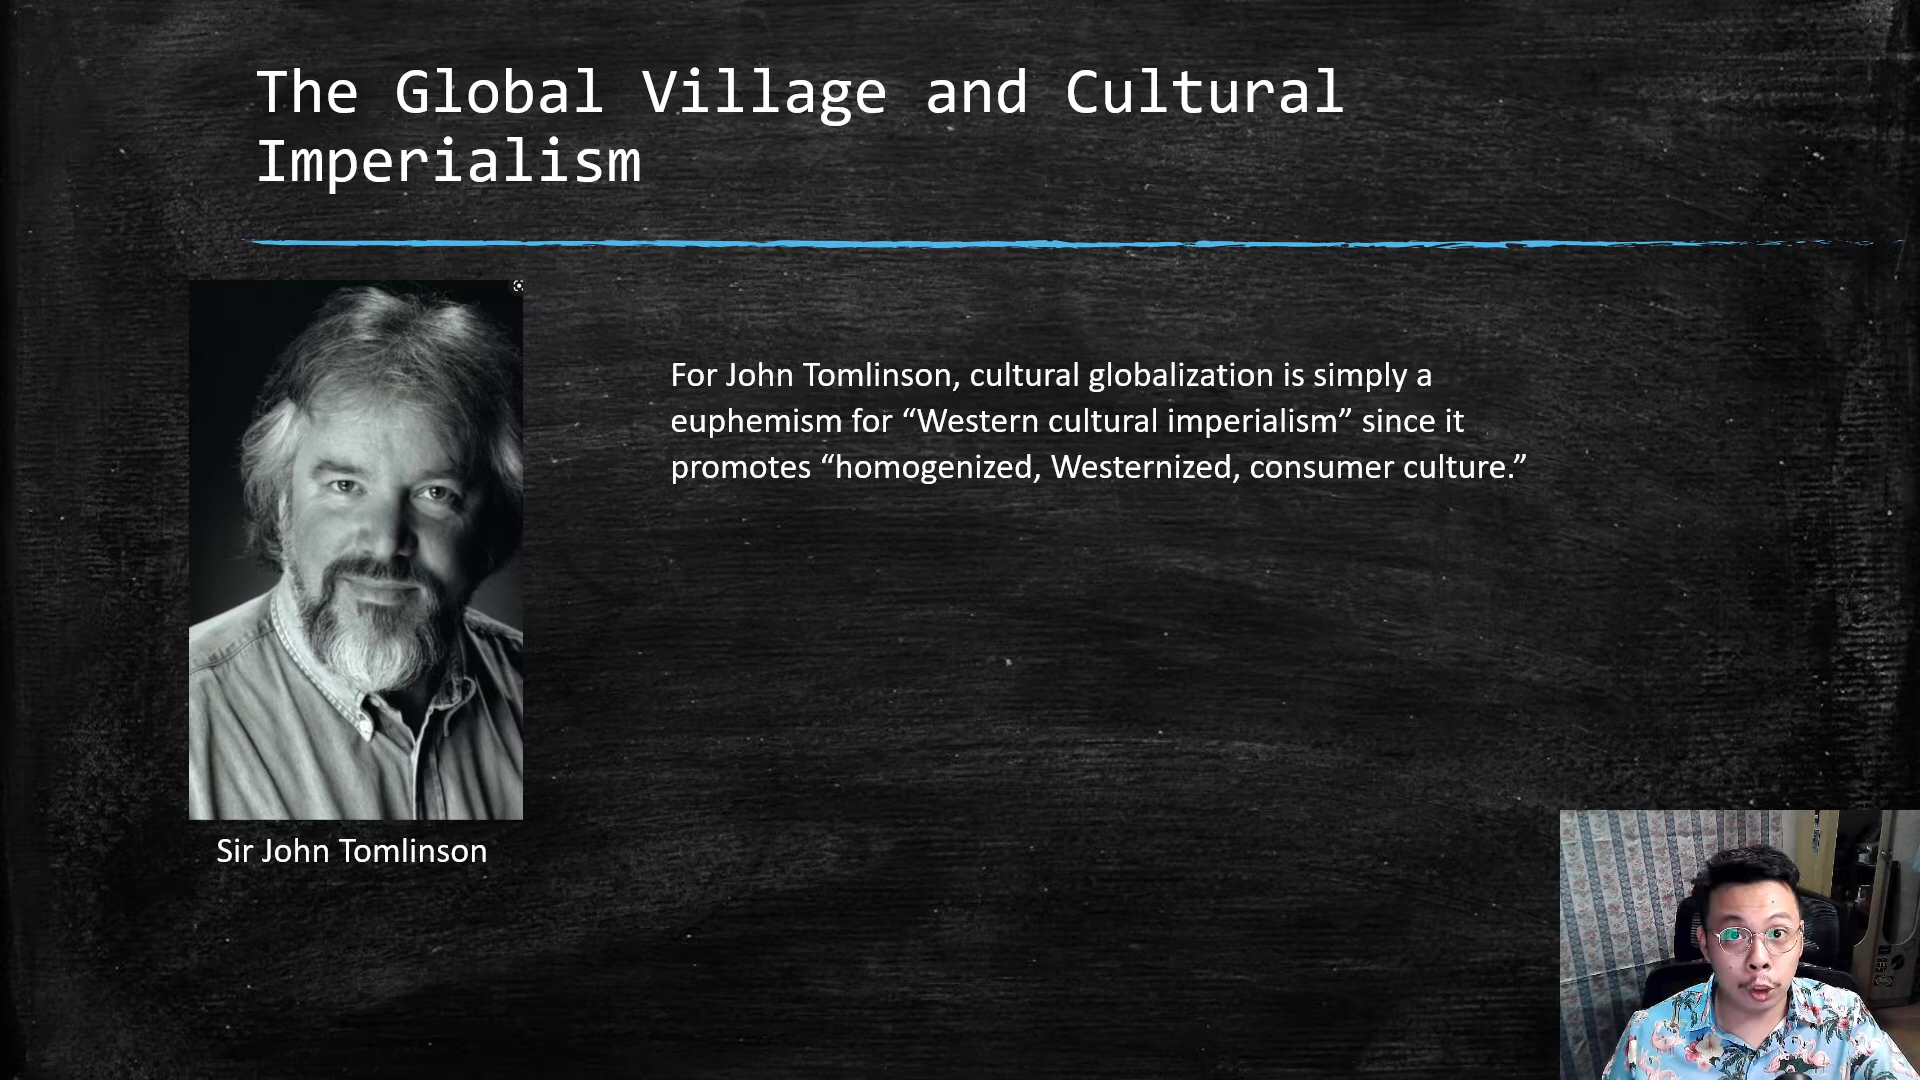 The Global Village and Cultural
Imperialism
For John Tomlinson, cultural globalization is simply a
euphemism for “Western cultural imperialism” since it
promotes “homogenized, Westernized, consumer culture.”
Sir John Tomlinson